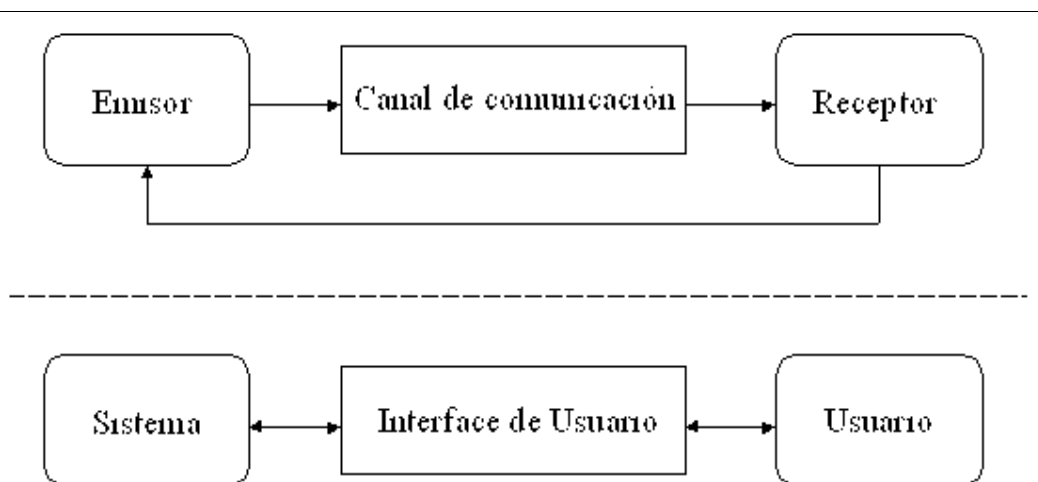 Emisor
Canal de comunicación
Receptor
Sistema
Interface de Usuario
Usuario